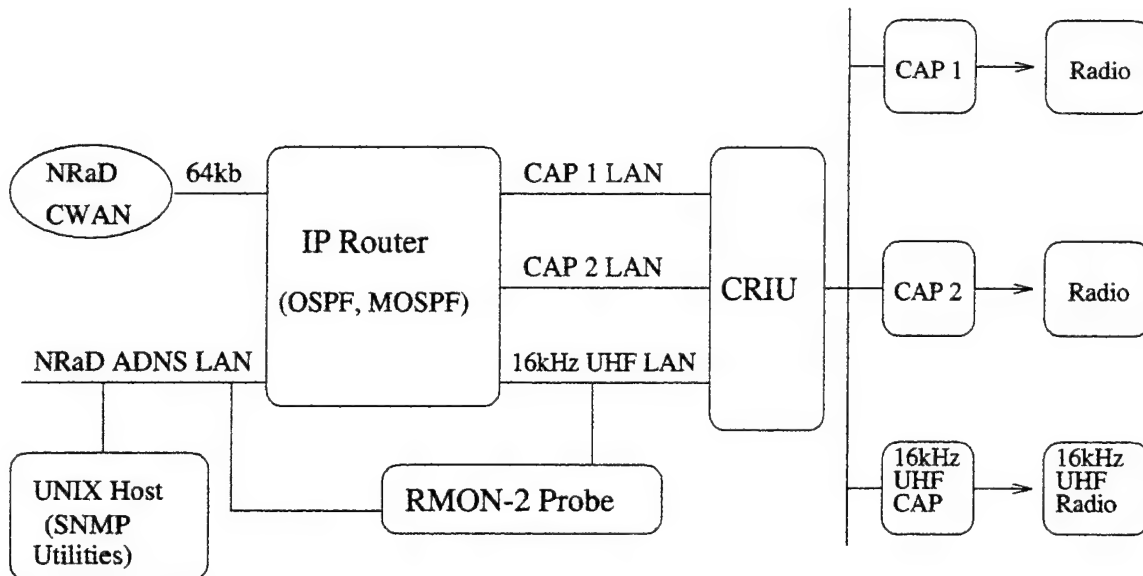 NRaD
CWAN
64kb
IP Router
(OSPF, MOSPF)
CAP 1 LAN
CAP 2 LAN
16kHz UHF LAN
CRIU
CAP 1
Radio
CAP 2
Radio
16kHz
UHF
CAP
16kHz
UHF
Radio
NRaD ADNS LAN
UNIX Host
(SNMP
Utilities)
RMON-2 Probe